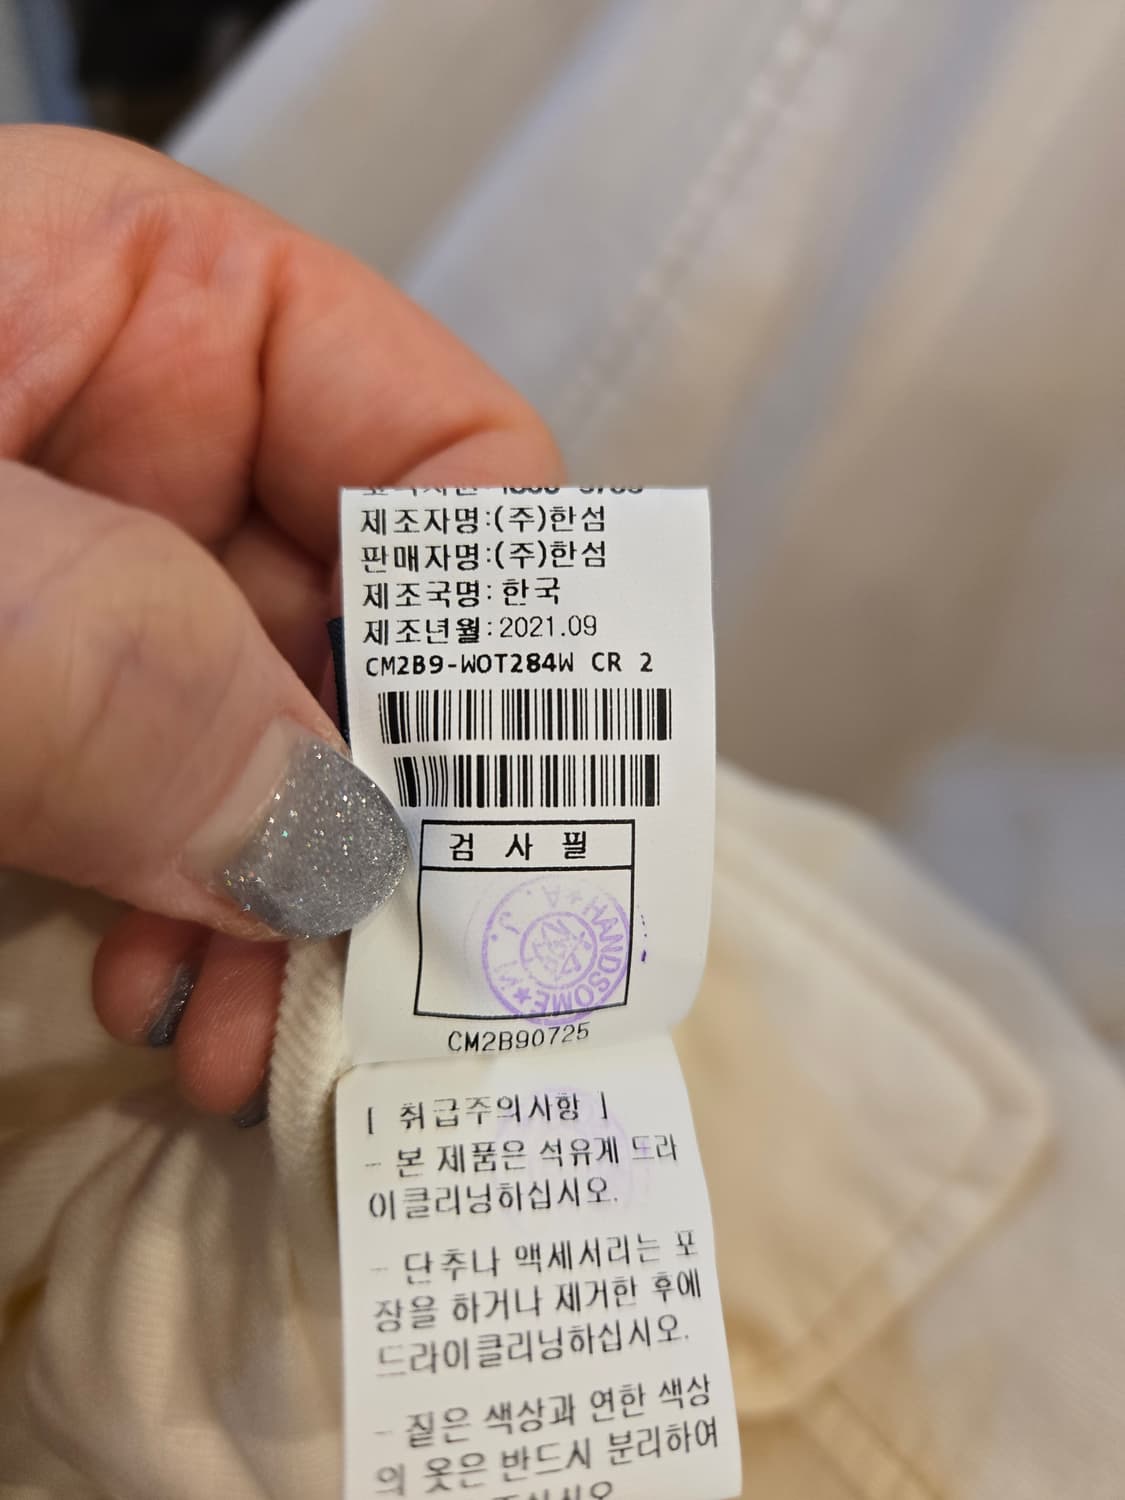 제조자명:(주)한섬
판매자명:(주)한섬
제조국명: 한국
제조년월:2021.09
CM2B9-WOT284W CR 2
검 사 필
HANDSOME
CM2B90725
[ 취급주의사항 ]
- 본 제품은 석유계 드라
이클리닝하십시오.
- 단추나 액세서리는 포
장을 하거나 제거한 후에
드라이클리닝하십시오.
- 짙은 색상과 연한 색상
의 옷은 반드시 분리하여